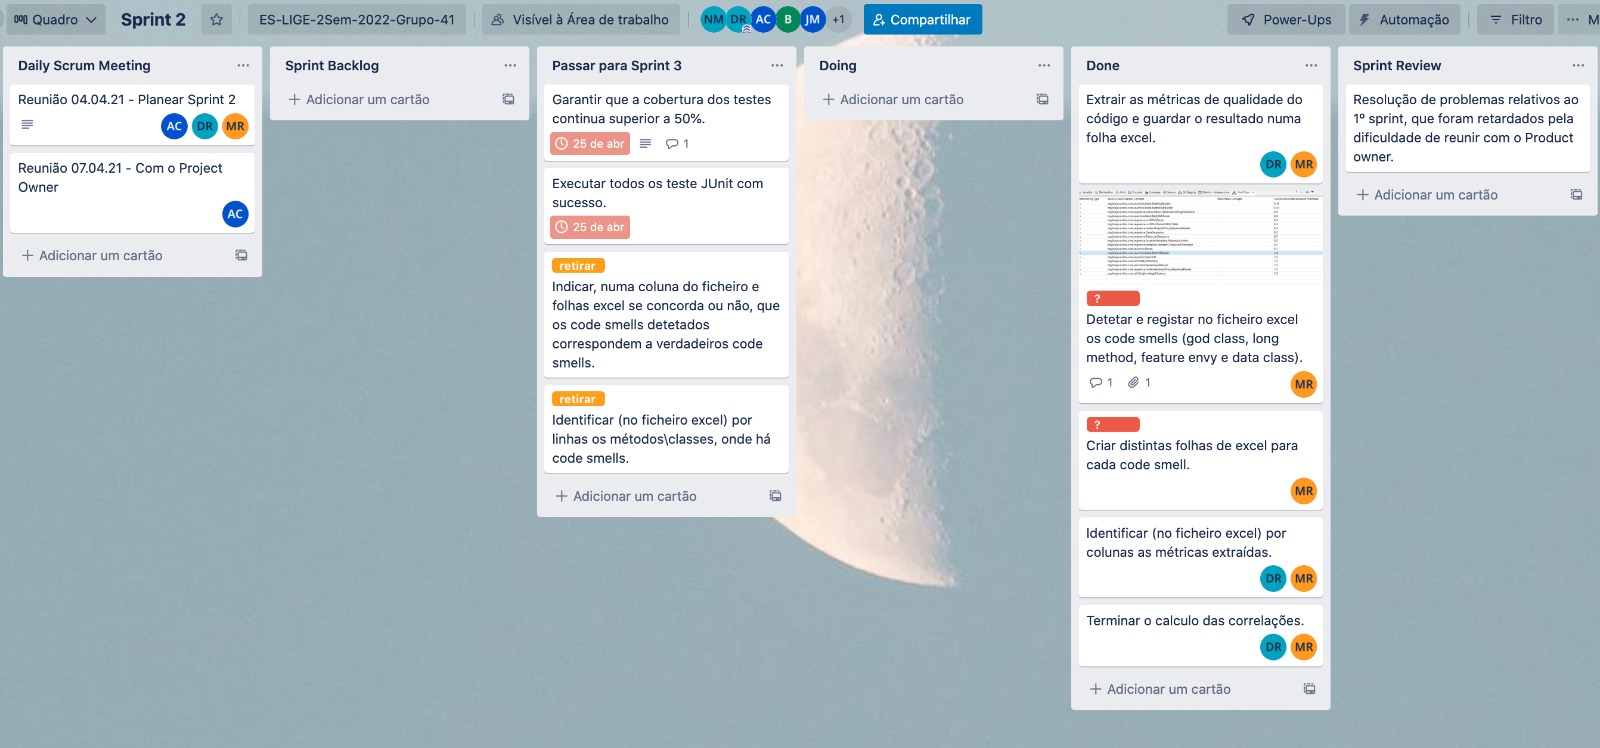 Quadro
Sprint 2
ES-LIGE-2Sem-2022-Grupo-41
Visível à Área de trabalho
NM DR AC B JM +1
Compartilhar
Power-Ups
Automação
Filtro
··· M
Daily Scrum Meeting
Reunião 04.04.21 - Planear Sprint 2
AC DR MR
Reunião 07.04.21 - Com o Project
Owner
AC
+ Adicionar um cartão
Sprint Backlog
+ Adicionar um cartão
Passar para Sprint 3
Garantir que a cobertura dos testes
continua superior a 50%.
25 de abr 1
Executar todos os teste JUnit com
sucesso.
25 de abr
retirar
Indicar, numa coluna do ficheiro e
folhas excel se concorda ou não, que
os code smells detetados
correspondem a verdadeiros code
smells.
retirar
Identificar (no ficheiro excel) por
linhas os métodos\classes, onde há
code smells.
+ Adicionar um cartão
Doing
+ Adicionar um cartão
Done
Extrair as métricas de qualidade do
código e guardar o resultado numa
folha excel.
DR MR
?
Detetar e registar no ficheiro excel
os code smells (god class, long
method, feature envy e data class).
1 1
MR
?
Criar distintas folhas de excel para
cada code smell.
MR
Identificar (no ficheiro excel) por
colunas as métricas extraídas.
DR MR
Terminar o calculo das correlações.
DR MR
+ Adicionar um cartão
Sprint Review
Resolução de problemas relativos ao
1º sprint, que foram retardados pela
dificuldade de reunir com o Product
owner.
+ Adicionar um cartão